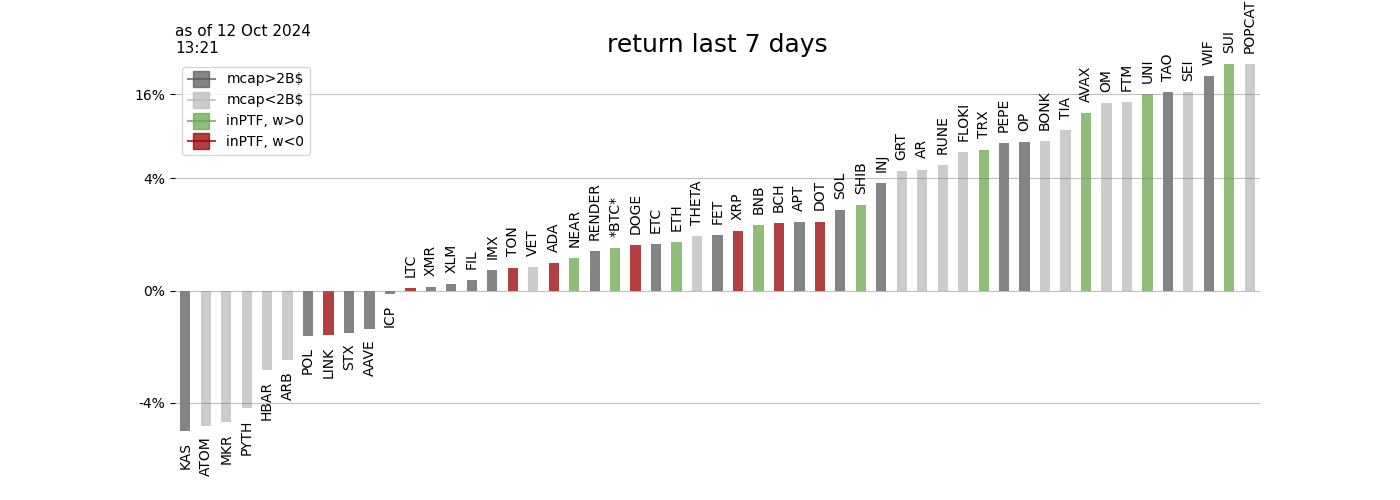 as of 12 Oct 2024
13:21
return last 7 days
mcap>2B$
mcap<2B$
inPTF, w>0
inPTF, w<0
16%
4%
0%
-4%
KAS
ATOM
MKR
PYTH
HBAR
ARB
POL
LINK
STX
AAVE
ICP
LTC
XMR
XLM
FIL
IMX
TON
VET
ADA
NEAR
RENDER
*BTC*
DOGE
ETC
ETH
THETA
FET
XRP
BNB
BCH
APT
DOT
SOL
SHIB
INJ
GRT
AR
RUNE
FLOKI
TRX
PEPE
OP
BONK
TIA
AVAX
OM
FTM
UNI
TAO
SEI
WIF
SUI
POPCAT